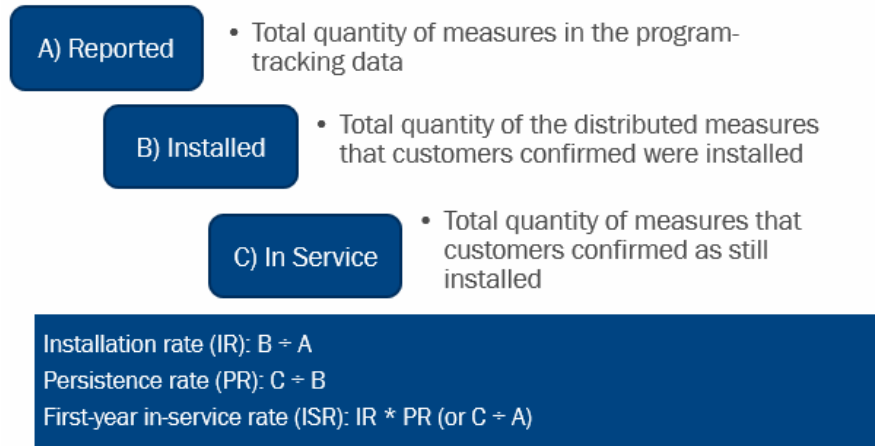 A) Reported
• Total quantity of measures in the program-
tracking data
B) Installed
• Total quantity of the distributed measures
that customers confirmed were installed
C) In Service
• Total quantity of measures that
customers confirmed as still
installed
Installation rate (IR): B ÷ A
Persistence rate (PR): C ÷ B
First-year in-service rate (ISR): IR * PR (or C ÷ A)